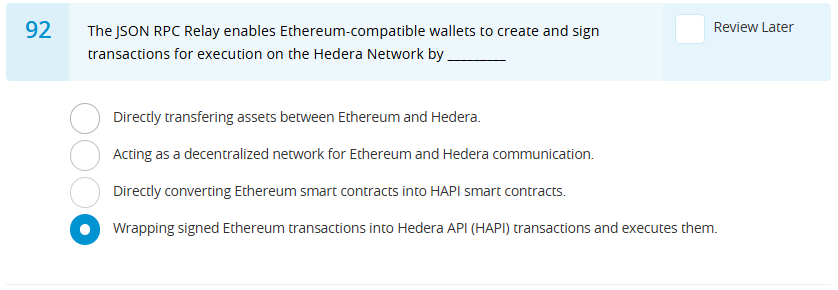 92
The JSON RPC Relay enables Ethereum-compatible wallets to create and sign
transactions for execution on the Hedera Network by _________
Review Later
Directly transfering assets between Ethereum and Hedera.
Acting as a decentralized network for Ethereum and Hedera communication.
Directly converting Ethereum smart contracts into HAPI smart contracts.
Wrapping signed Ethereum transactions into Hedera API (HAPI) transactions and executes them.